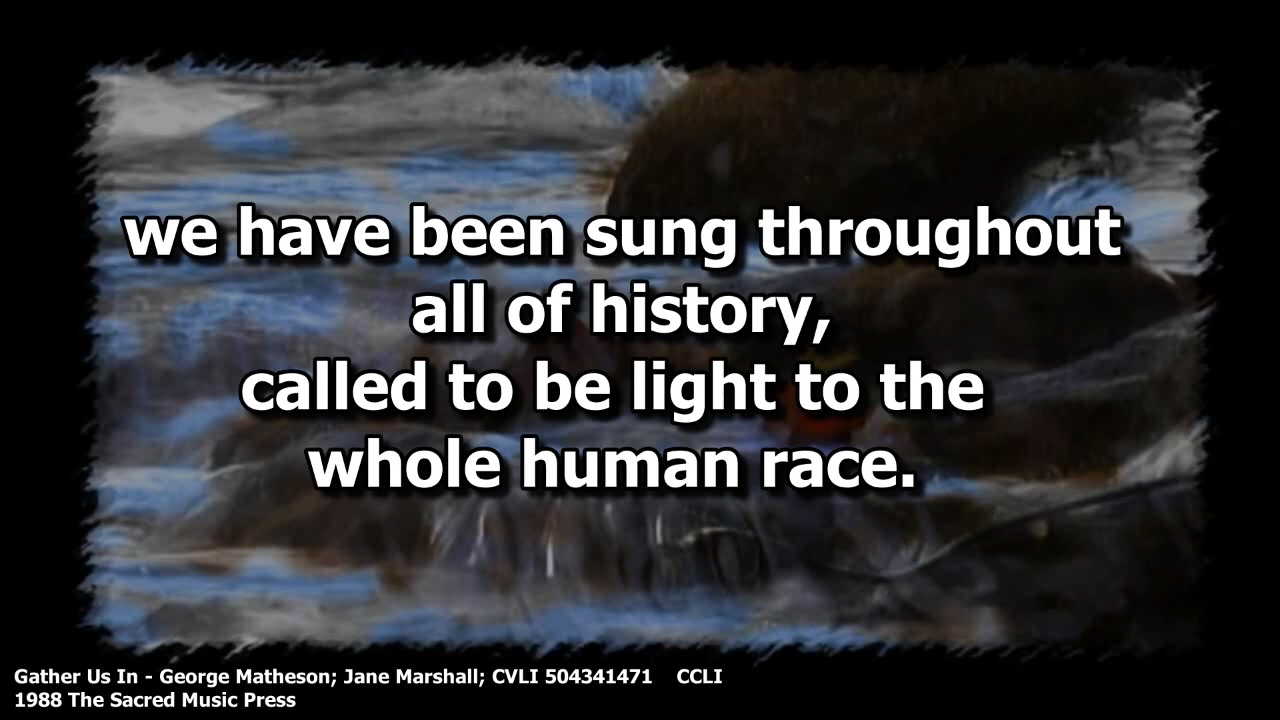 we have been sung throughout
all of history,
called to be light to the
whole human race.
Gather Us In - George Matheson; Jane Marshall; CVLI 504341471    CCLI
1988 The Sacred Music Press